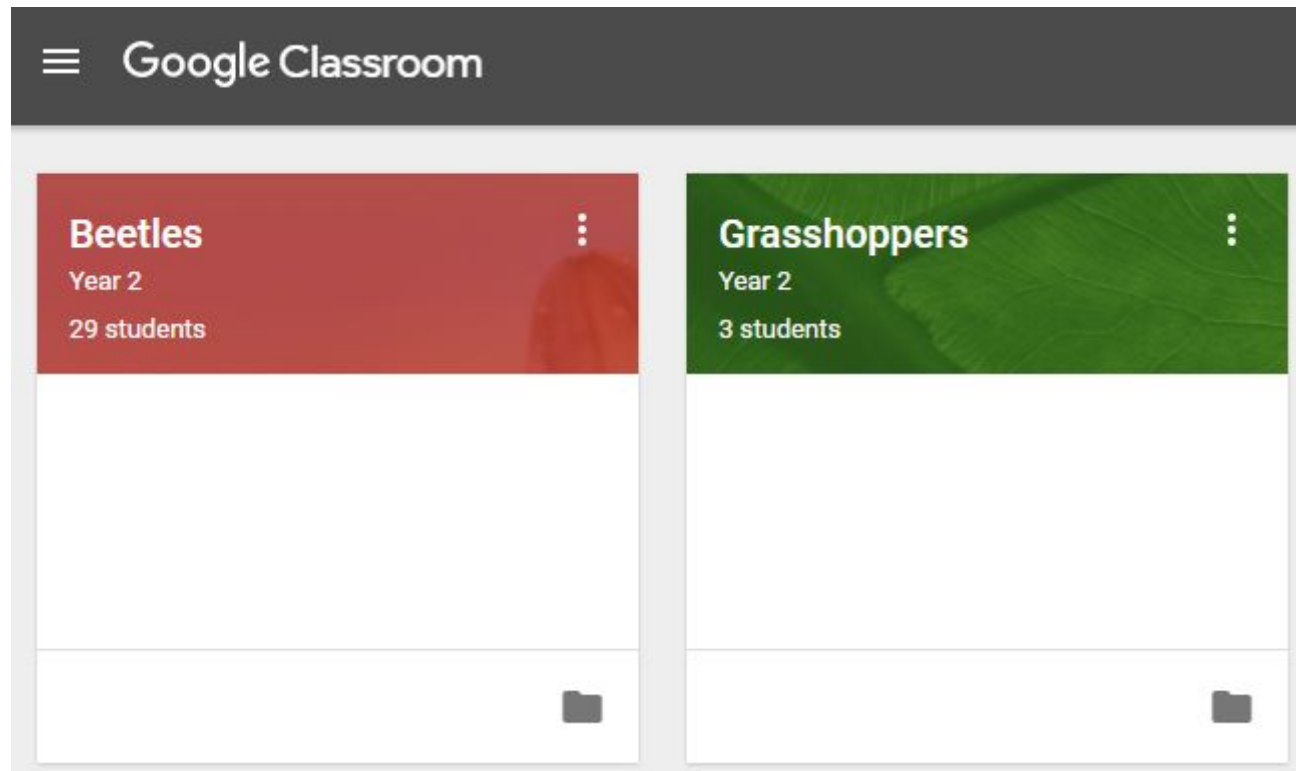 Google Classroom
Beetles
Year 2
29 students
Grasshoppers
Year 2
3 students